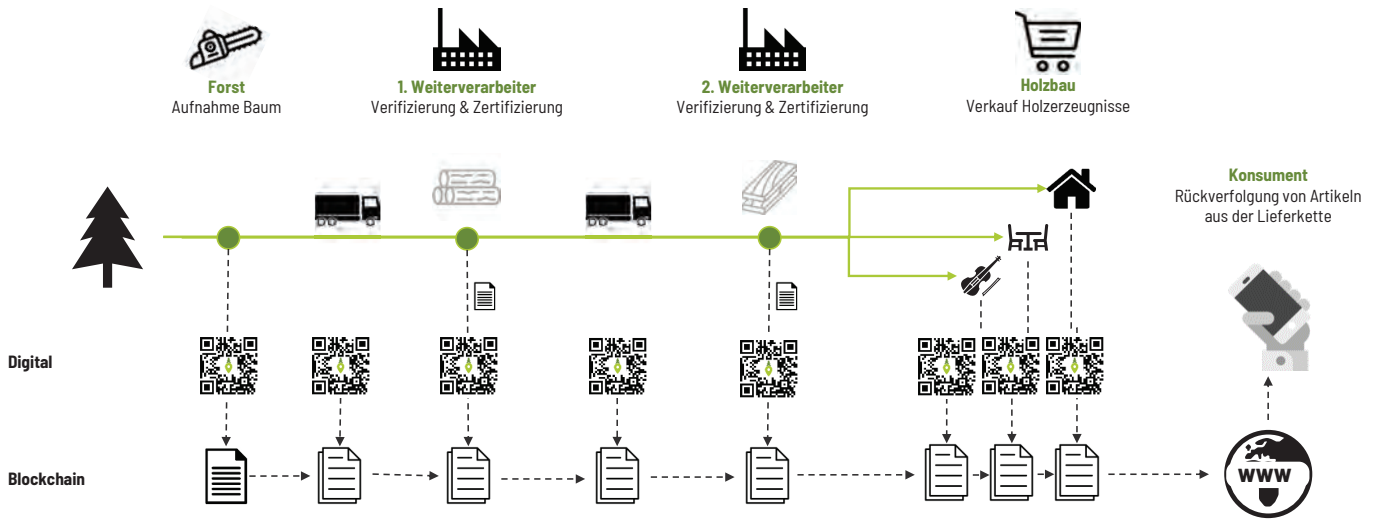 Forst
Aufnahme Baum
1. Weiterverarbeiter
Verifizierung & Zertifizierung
2. Weiterverarbeiter
Verifizierung & Zertifizierung
Holzbau
Verkauf Holzerzeugnisse
Konsument
Rückverfolgung von Artikeln
aus der Lieferkette
Digital
Blockchain
WWW